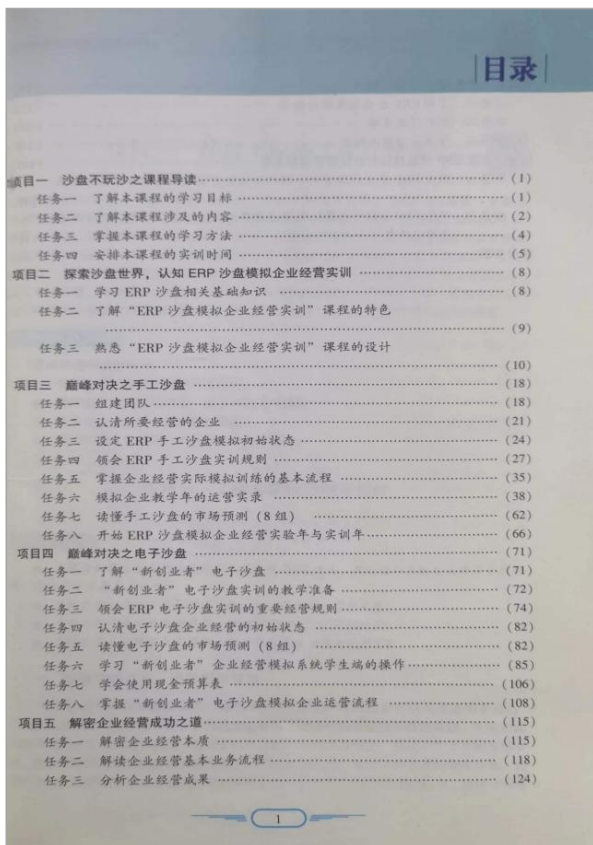 目录
项目一 沙盘不玩沙之课程导读……(1)
任务一 了解本课程的学习目标……(1)
任务二 了解本课程涉及的内容……(2)
任务三 掌握本课程的学习方法……(4)
任务四 安排本课程的实训时间……(5)
项目二 探索沙盘世界，认知 ERP 沙盘模拟企业经营实训……(8)
任务一 学习 ERP 沙盘相关基础知识……(8)
任务二 了解“ERP 沙盘模拟企业经营实训”课程的特色
……(9)
任务三 熟悉“ERP 沙盘模拟企业经营实训”课程的设计
……(10)
项目三 巅峰对决之手工沙盘……(18)
任务一 组建团队……(18)
任务二 认清所要经营的企业……(21)
任务三 设定 ERP 手工沙盘模拟初始状态……(24)
任务四 领会 ERP 手工沙盘实训规则……(27)
任务五 掌握企业经营实际模拟训练的基本流程……(35)
任务六 模拟企业教学年的运营实录……(38)
任务七 读懂手工沙盘的市场预测（8 组）……(62)
任务八 开始 ERP 沙盘模拟企业经营实验年与实训年……(66)
项目四 巅峰对决之电子沙盘……(71)
任务一 了解“新创业者”电子沙盘……(71)
任务二 “新创业者”电子沙盘实训的教学准备……(72)
任务三 领会 ERP 电子沙盘实训的重要经营规则……(74)
任务四 认清电子沙盘企业经营的初始状态……(82)
任务五 读懂电子沙盘的市场预测（8 组）……(82)
任务六 学习“新创业者”企业经营模拟系统学生端的操作……(85)
任务七 学会使用现金预算表……(106)
任务八 掌握“新创业者”电子沙盘模拟企业运营流程……(108)
项目五 解密企业经营成功之道……(115)
任务一 解密企业经营本质……(115)
任务二 解读企业经营基本业务流程……(118)
任务三 分析企业经营成果……(124)
1